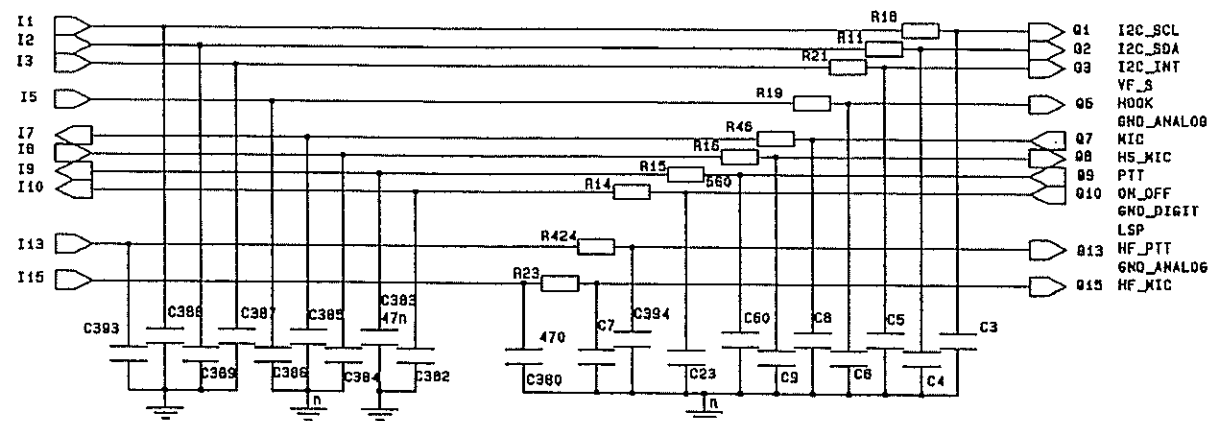 I1 R18 Q1 I2C_SCL
I2 R11 Q2 I2C_SDA
I3 R21 Q3 I2C_INT
VF_S
I5 R19 Q5 HOOK
GND_ANALOG
I7 R46 Q7 MIC
I8 R16 Q8 HS_MIC
I9 R15 560 Q9 PTT
I10 R14 Q10 ON_OFF
GND_DIGIT
LSP
I13 R424 Q13 HF_PTT
GND_ANALOG
I15 R23 Q15 HF_MIC
C393 C388 C387 C385 C383 470 C7 C394 C60 C8 C5 C3
47n
C389 C386 C384 C382 C380 C23 C9 C6 C4
n n